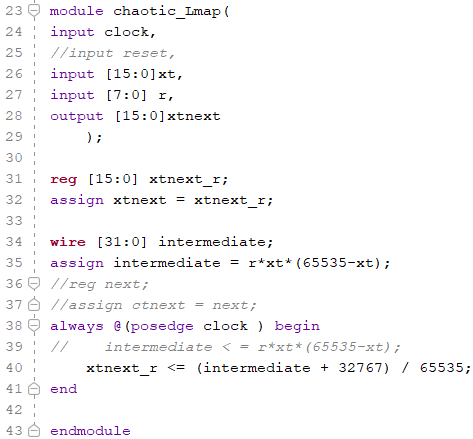 23 module chaotic_Lmap(
24 input clock,
25 //input reset,
26 input [15:0]xt,
27 input [7:0] r,
28 output [15:0]xtnext
29     );
30
31 reg [15:0] xtnext_r;
32 assign xtnext = xtnext_r;
33
34 wire [31:0] intermediate;
35 assign intermediate = r*xt*(65535-xt);
36 //reg next;
37 //assign ctnext = next;
38 always @(posedge clock ) begin
39 //    intermediate < = r*xt*(65535-xt);
40     xtnext_r <= (intermediate + 32767) / 65535;
41 end
42
43 endmodule